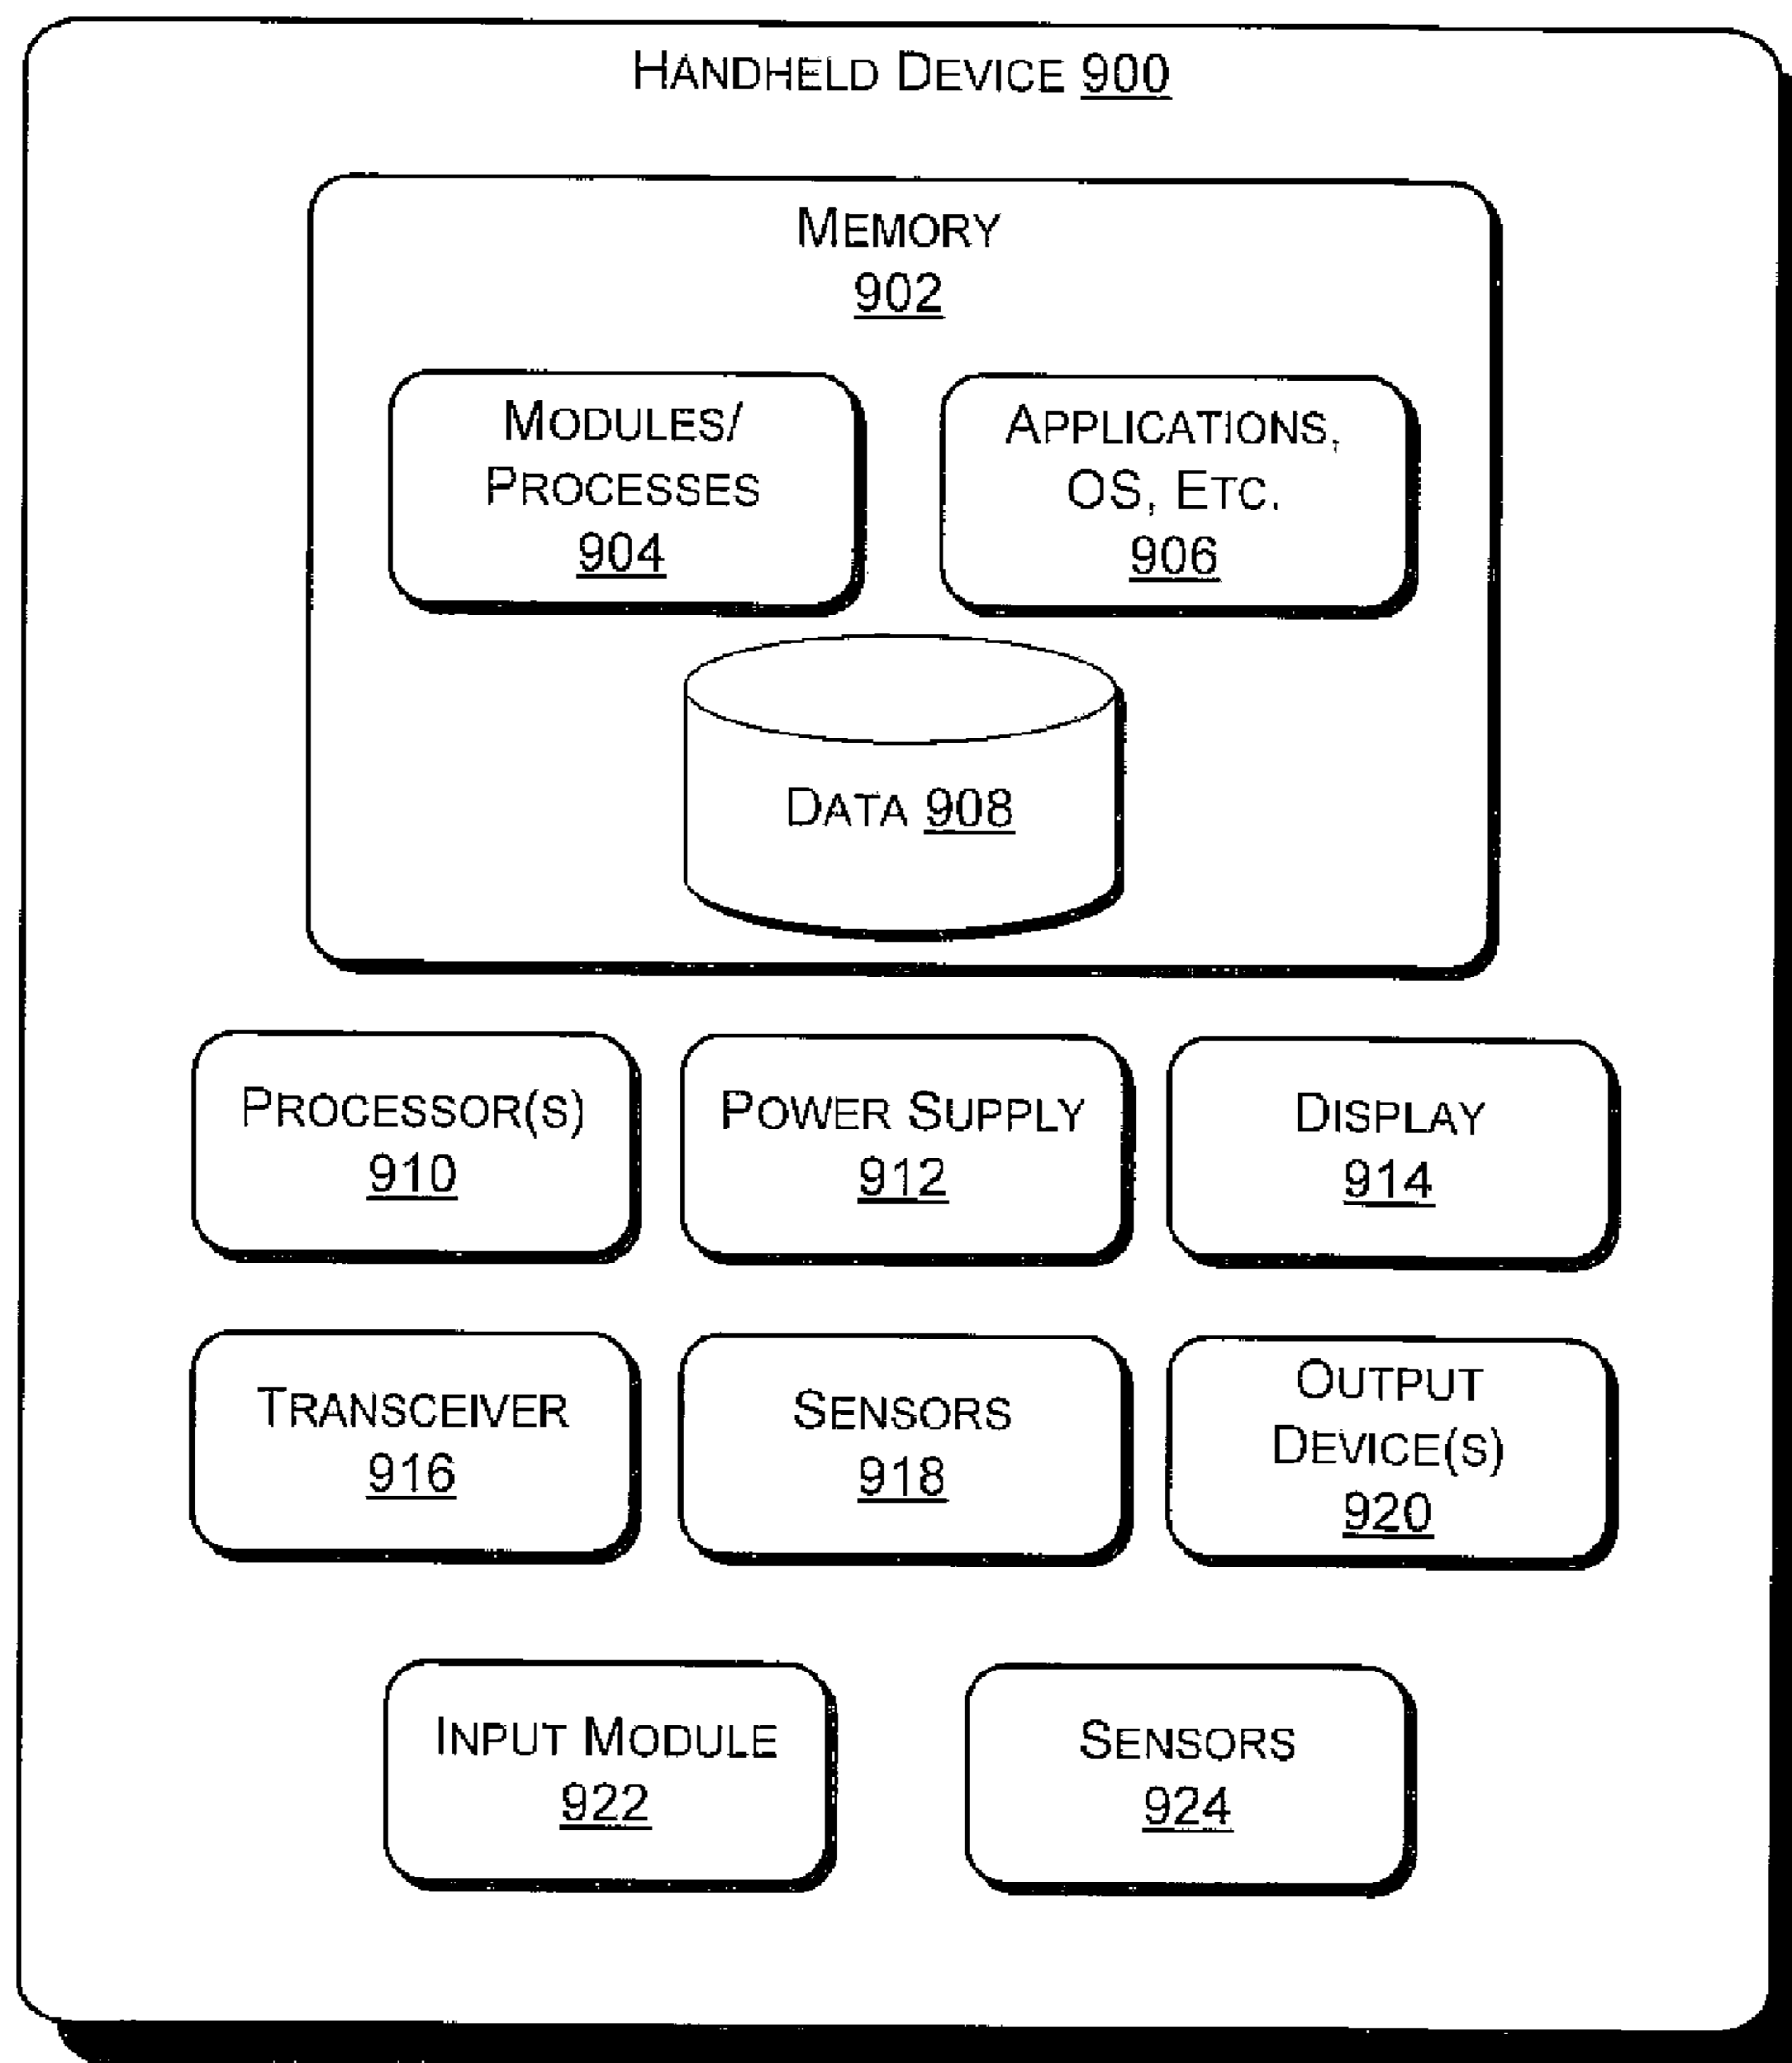 HANDHELD DEVICE 900
MEMORY
902
MODULES/
PROCESSES
904
APPLICATIONS,
OS, ETC.
906
DATA 908
PROCESSOR(S)
910
POWER SUPPLY
912
DISPLAY
914
TRANSCEIVER
916
SENSORS
918
OUTPUT
DEVICE(S)
920
INPUT MODULE
922
SENSORS
924